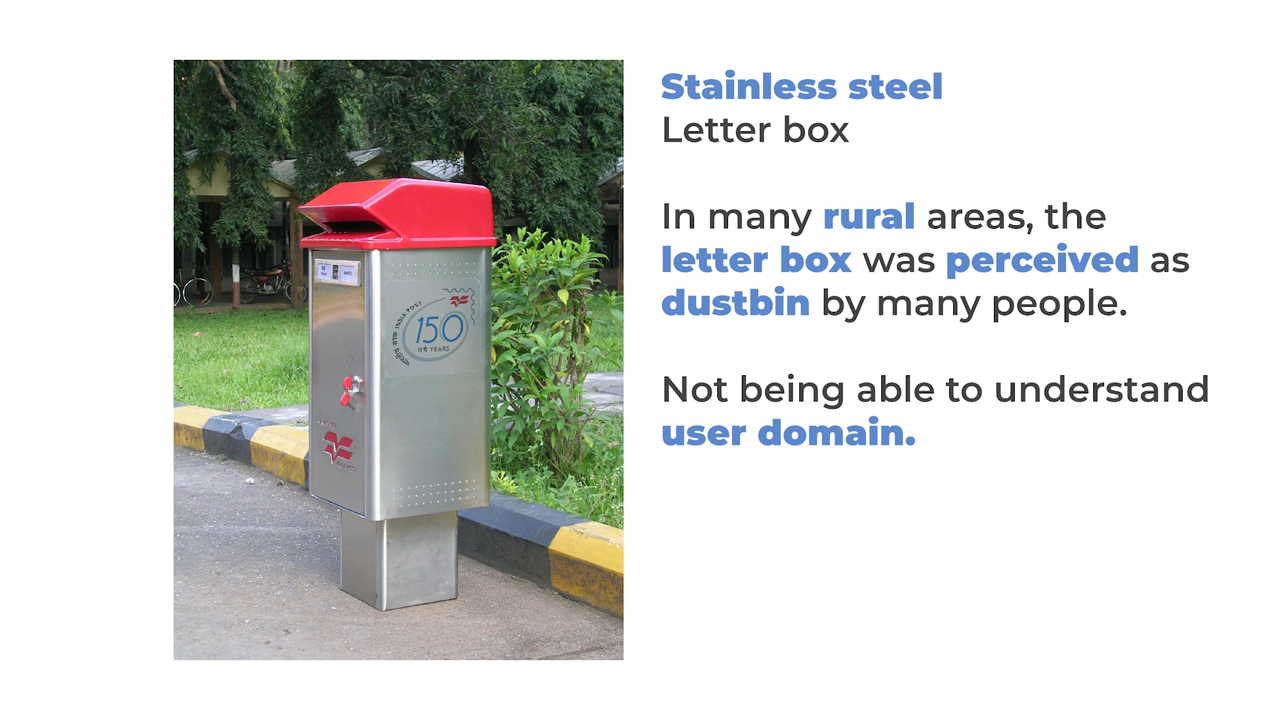 Stainless steel
Letter box
In many rural areas, the
letter box was perceived as
dustbin by many people.
Not being able to understand
user domain.
INDIA POST
150
वर्ष YEARS